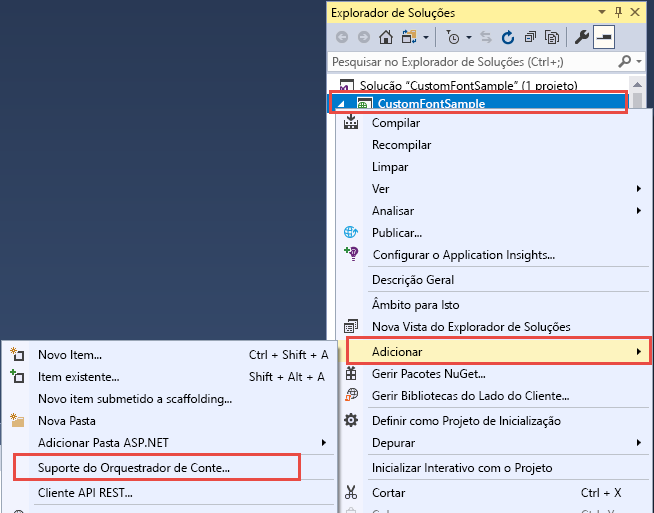 Explorador de Soluções
Pesquisar no Explorador de Soluções (Ctrl+;)
Solução "CustomFontSample" (1 projeto)
CustomFontSample
Compilar
Recompilar
Limpar
Ver
Analisar
Publicar...
Configurar o Application Insights...
Descrição Geral
Âmbito para Isto
Nova Vista do Explorador de Soluções
Adicionar
Gerir Pacotes NuGet...
Gerir Bibliotecas do Lado do Cliente...
Definir como Projeto de Inicialização
Depurar
Inicializar Interativo com o Projeto
Cortar Ctrl + X
Novo Item... Ctrl + Shift + A
Item existente... Shift + Alt + A
Novo item submetido a scaffolding...
Nova Pasta
Adicionar Pasta ASP.NET
Suporte do Orquestrador de Conte...
Cliente API REST...